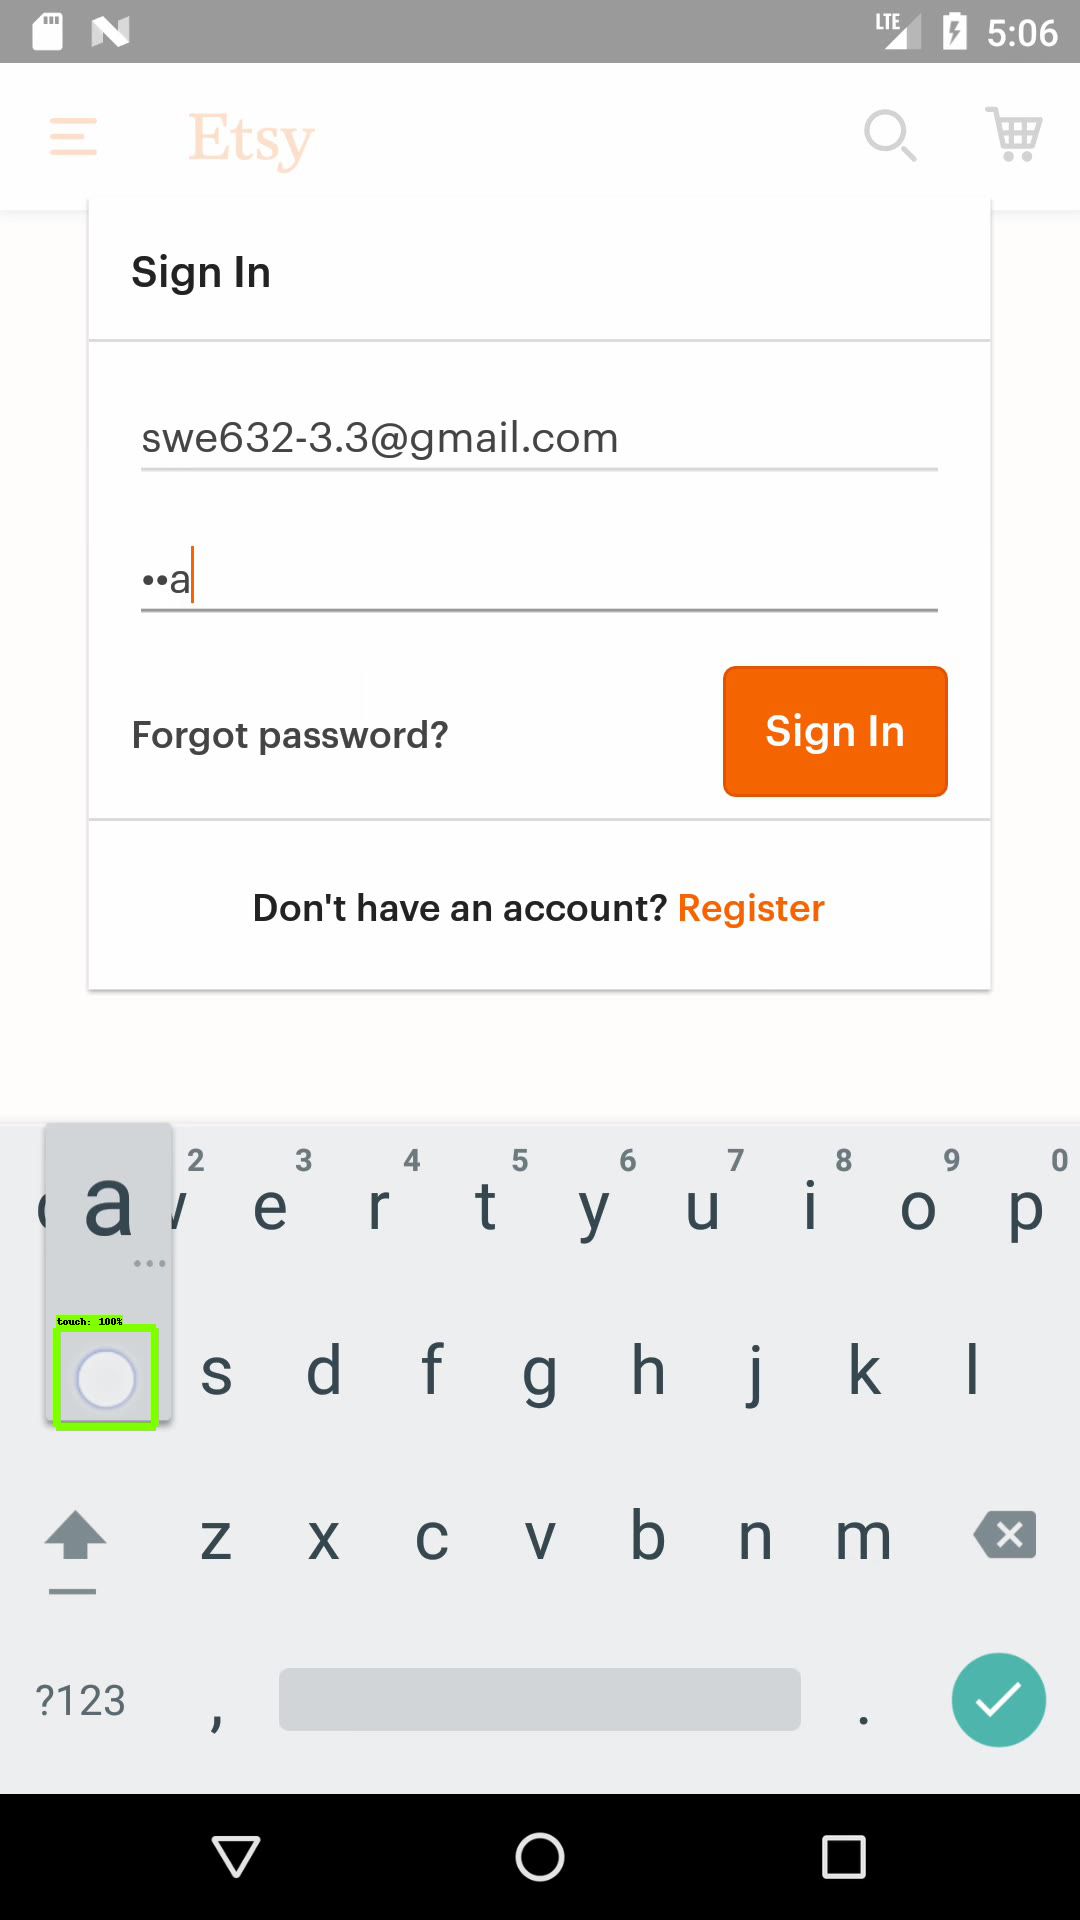 LTE 5:06
Etsy
Sign In
swe632-3.3@gmail.com
••a
Forgot password?
Sign In
Don't have an account? Register
2 3 4 5 6 7 8 9 0
a e r t y u i o p
...
touch: 100%
s d f g h j k l
z x c v b n m
?123 , .